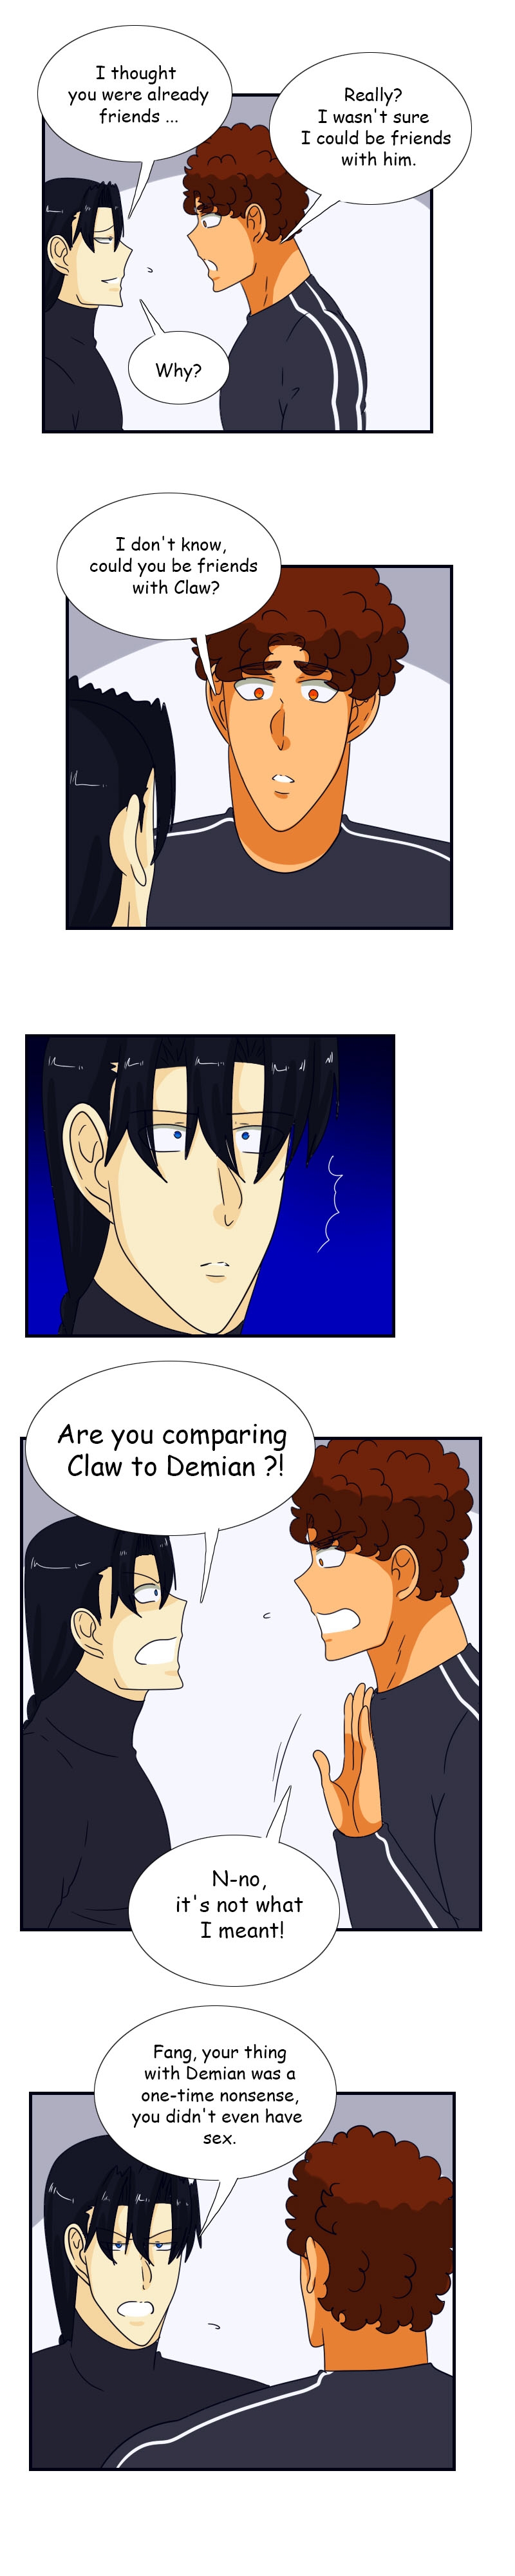 I thought
you were already
friends ...
Really?
I wasn't sure
I could be friends
with him.
Why?
I don't know,
could you be friends
with Claw?
Are you comparing
Claw to Demian ?!
N-no,
it's not what
I meant!
Fang, your thing
with Demian was a
one-time nonsense,
you didn't even have
sex.